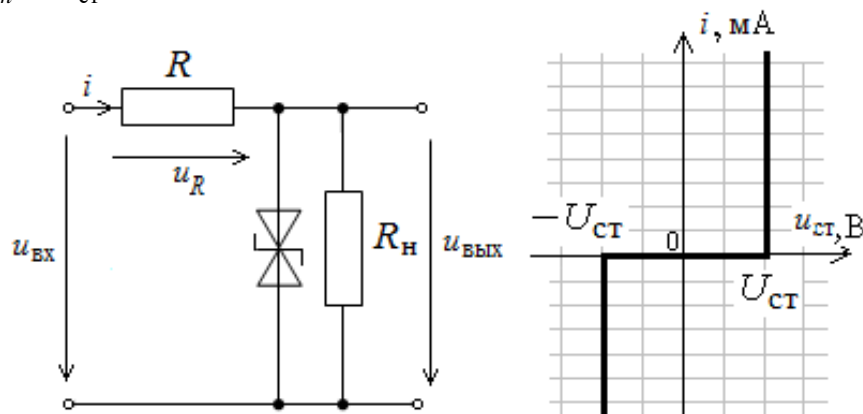 R
i
u_R
u_вх
R_н
u_вых
i, мА
−U_ст
0
u_ст, В
U_ст